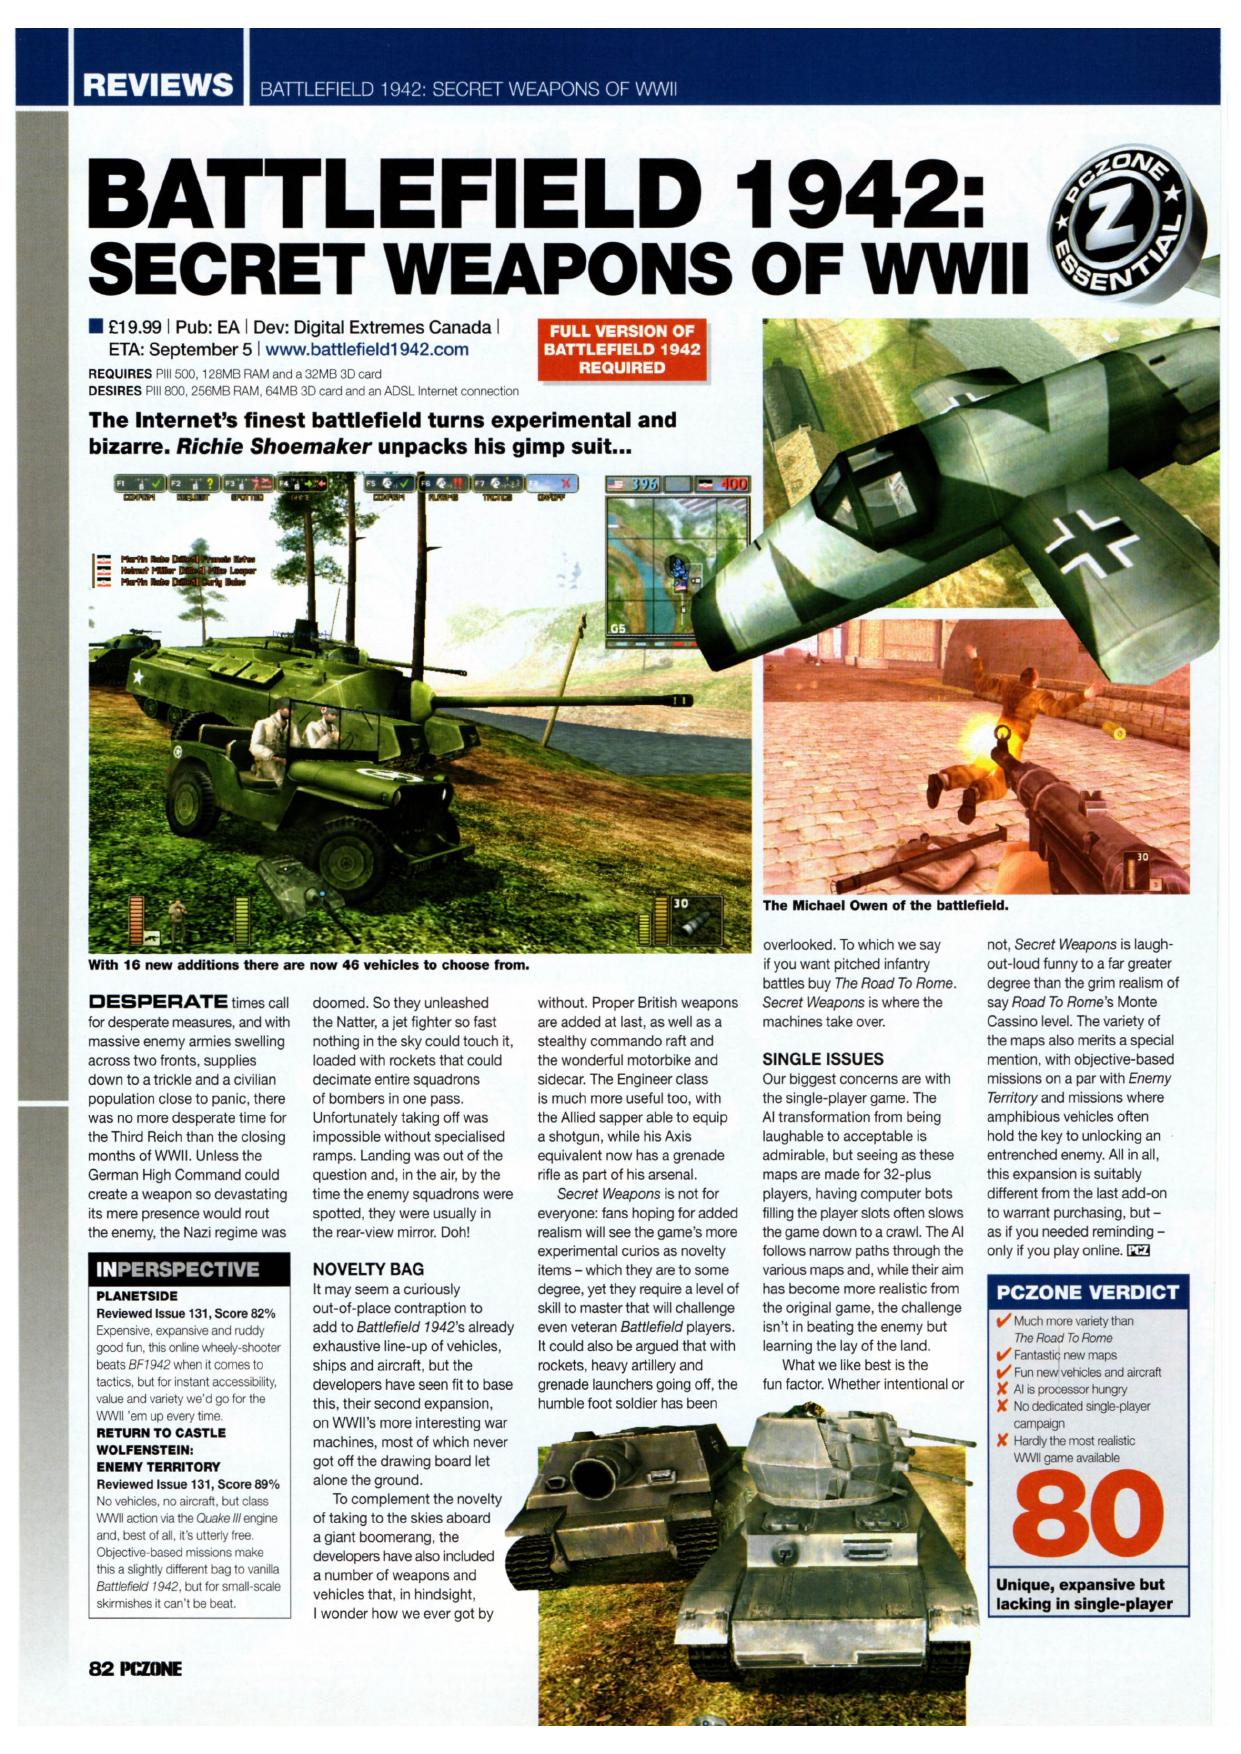 REVIEWS
BATTLEFIELD 1942: SECRET WEAPONS OF WWII
BATTLEFIELD 1942:
SECRET WEAPONS OF WWII
PCZONE
Z
ESSENTIAL
£19.99 | Pub: EA | Dev: Digital Extremes Canada |
ETA: September 5 | www.battlefield1942.com
REQUIRES PIII 500, 128MB RAM and a 32MB 3D card
DESIRES PIII 800, 256MB RAM, 64MB 3D card and an ADSL Internet connection
FULL VERSION OF
BATTLEFIELD 1942
REQUIRED
The Internet's finest battlefield turns experimental and
bizarre. Richie Shoemaker unpacks his gimp suit...
F1 F2 F3 F4 F5 F6 F7
396 400
G5
30
30
The Michael Owen of the battlefield.
With 16 new additions there are now 46 vehicles to choose from.
DESPERATE times call
for desperate measures, and with
massive enemy armies swelling
across two fronts, supplies
down to a trickle and a civilian
population close to panic, there
was no more desperate time for
the Third Reich than the closing
months of WWII. Unless the
German High Command could
create a weapon so devastating
its mere presence would rout
the enemy, the Nazi regime was
doomed. So they unleashed
the Natter, a jet fighter so fast
nothing in the sky could touch it,
loaded with rockets that could
decimate entire squadrons
of bombers in one pass.
Unfortunately taking off was
impossible without specialised
ramps. Landing was out of the
question and, in the air, by the
time the enemy squadrons were
spotted, they were usually in
the rear-view mirror. Doh!
NOVELTY BAG
It may seem a curiously
out-of-place contraption to
add to Battlefield 1942's already
exhaustive line-up of vehicles,
ships and aircraft, but the
developers have seen fit to base
this, their second expansion,
on WWII's more interesting war
machines, most of which never
got off the drawing board let
alone the ground.
To complement the novelty
of taking to the skies aboard
a giant boomerang, the
developers have also included
a number of weapons and
vehicles that, in hindsight,
I wonder how we ever got by
without. Proper British weapons
are added at last, as well as a
stealthy commando raft and
the wonderful motorbike and
sidecar. The Engineer class
is much more useful too, with
the Allied sapper able to equip
a shotgun, while his Axis
equivalent now has a grenade
rifle as part of his arsenal.
Secret Weapons is not for
everyone: fans hoping for added
realism will see the game's more
experimental curios as novelty
items – which they are to some
degree, yet they require a level of
skill to master that will challenge
even veteran Battlefield players.
It could also be argued that with
rockets, heavy artillery and
grenade launchers going off, the
humble foot soldier has been
overlooked. To which we say
if you want pitched infantry
battles buy The Road To Rome.
Secret Weapons is where the
machines take over.
SINGLE ISSUES
Our biggest concerns are with
the single-player game. The
AI transformation from being
laughable to acceptable is
admirable, but seeing as these
maps are made for 32-plus
players, having computer bots
filling the player slots often slows
the game down to a crawl. The AI
follows narrow paths through the
various maps and, while their aim
has become more realistic from
the original game, the challenge
isn't in beating the enemy but
learning the lay of the land.
What we like best is the
fun factor. Whether intentional or
not, Secret Weapons is laugh-
out-loud funny to a far greater
degree than the grim realism of
say Road to Rome's Monte
Cassino level. The variety of
the maps also merits a special
mention, with objective-based
missions on a par with Enemy
Territory and missions where
amphibious vehicles often
hold the key to unlocking an
entrenched enemy. All in all,
this expansion is suitably
different from the last add-on
to warrant purchasing, but –
as if you needed reminding –
only if you play online. PCZ
INPERSPECTIVE
PLANETSIDE
Reviewed Issue 131, Score 82%
Expensive, expansive and ruddy
good fun, this online wheely-shooter
beats BF1942 when it comes to
tactics, but for instant accessibility,
value and variety we'd go for the
WWII 'em up every time.
RETURN TO CASTLE
WOLFENSTEIN:
ENEMY TERRITORY
Reviewed Issue 131, Score 89%
No vehicles, no aircraft, but class
WWII action via the Quake III engine
and, best of all, it's utterly free.
Objective-based missions make
this a slightly different bag to vanilla
Battlefield 1942, but for small-scale
skirmishes it can't be beat.
PCZONE VERDICT
Much more variety than
The Road To Rome
Fantastic new maps
Fun new vehicles and aircraft
AI is processor hungry
No dedicated single-player
campaign
Hardly the most realistic
WWII game available
80
Unique, expansive but
lacking in single-player
82 PCZONE